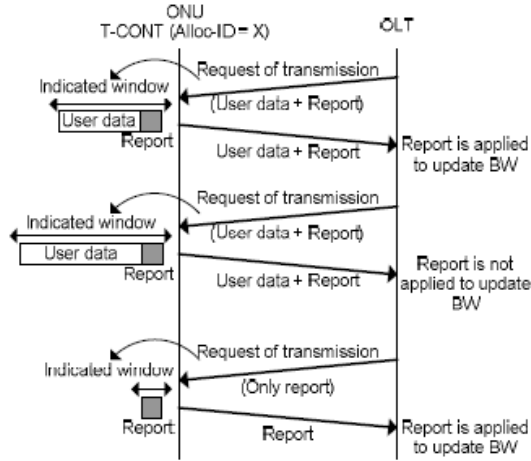 ONU
T-CONT (Alloc-ID = X)
OLT
Request of transmission
Indicated window
(User data + Report)
User data
Report
User data + Report
Report is applied
to update BW
Request of transmission
Indicated window
(User data + Report)
User data
Report
User data + Report
Report is not
applied to update
BW
Request of transmission
Indicated window
(Only report)
Report
Report
Report is applied
to update BW